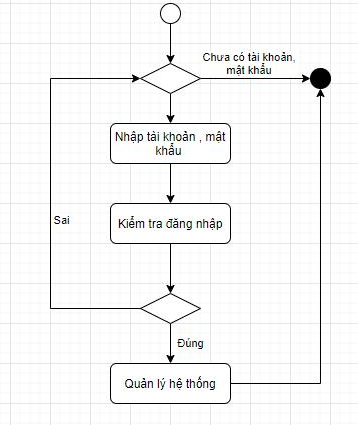 Chưa có tài khoản,
mật khẩu
Nhập tài khoản , mật
khẩu
Kiểm tra đăng nhập
Sai
Đúng
Quản lý hệ thống